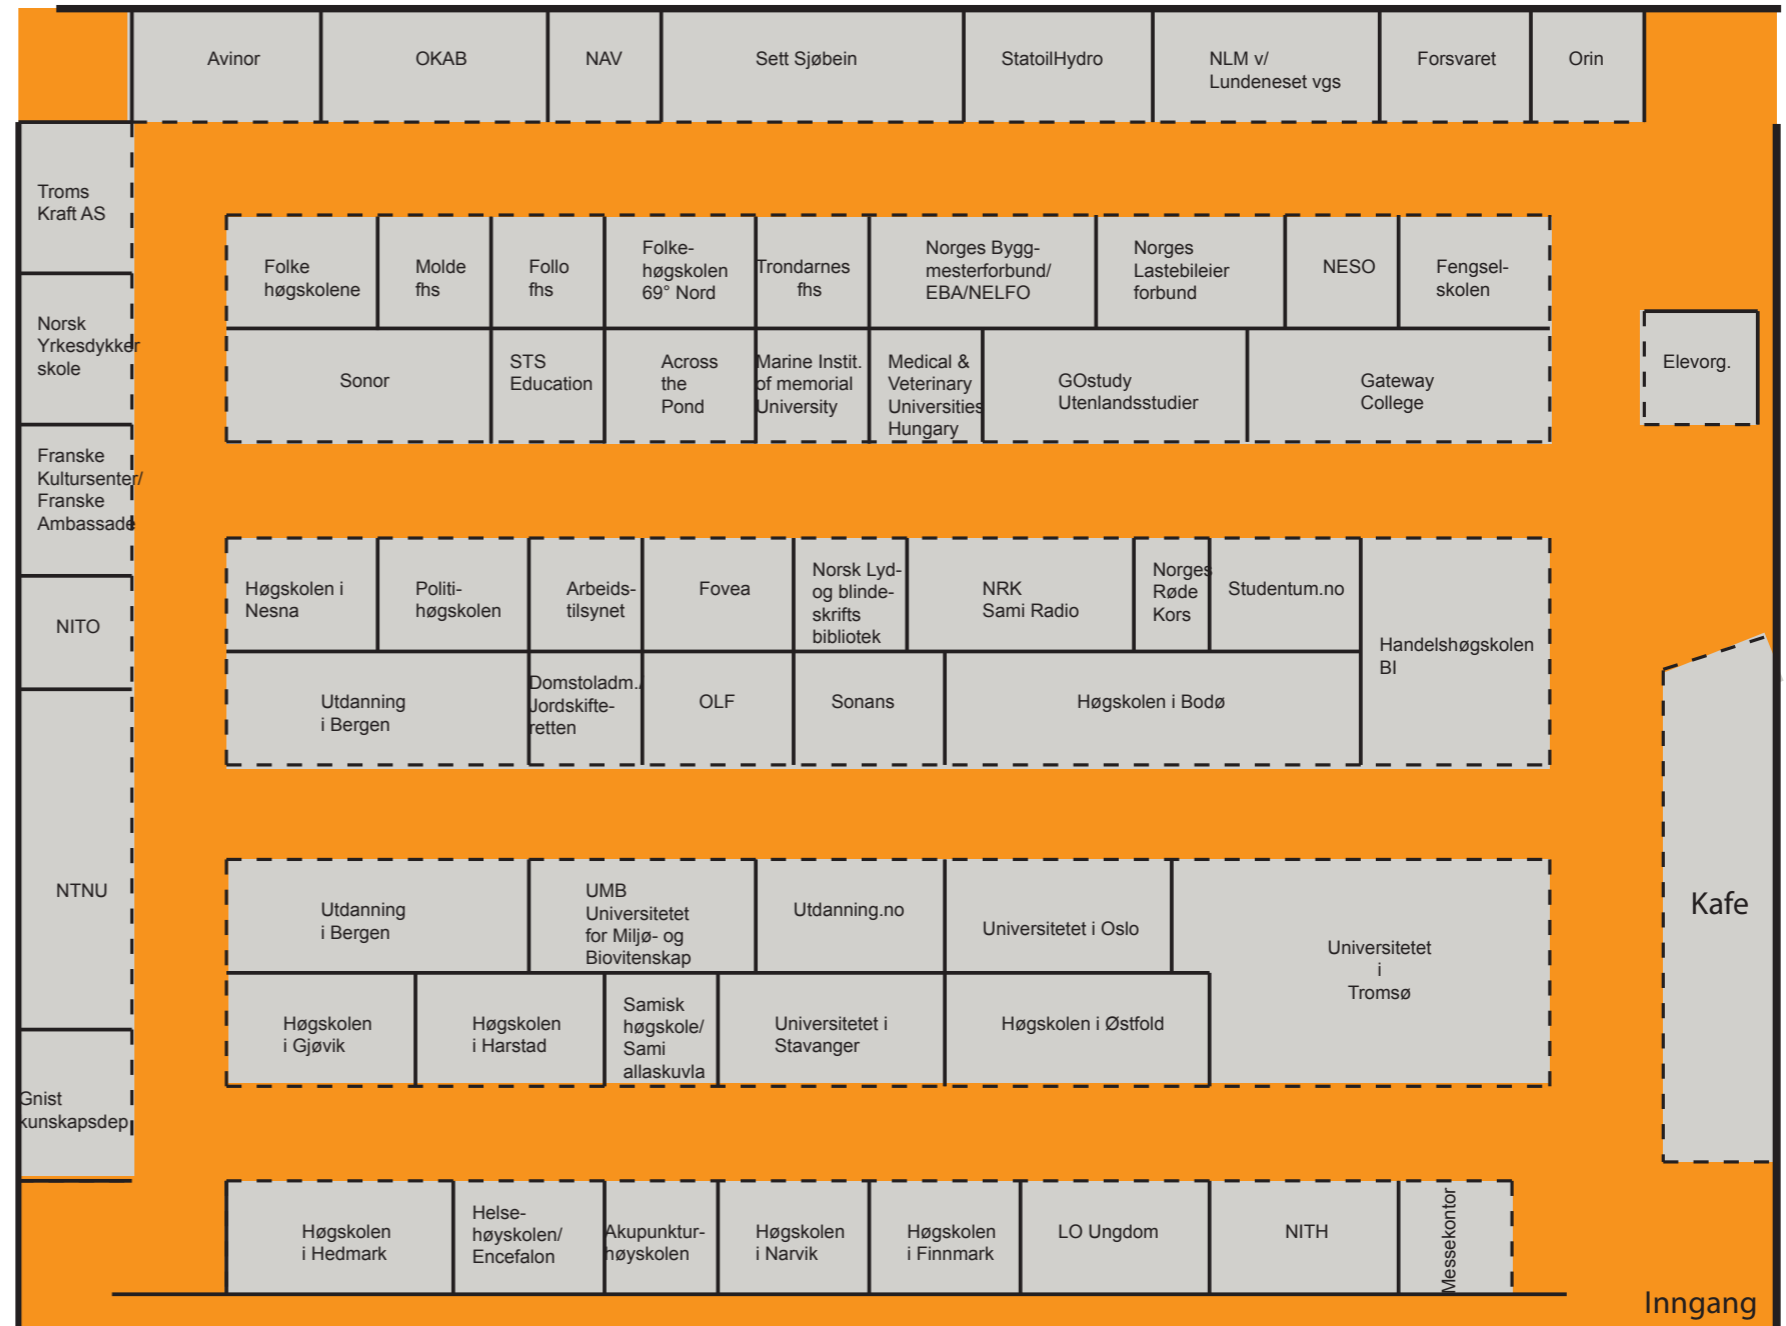 Avinor
OKAB
NAV
Sett Sjøbein
StatoilHydro
NLM v/
Lundeneset vgs
Forsvaret
Orin
Troms
Kraft AS
Norsk
Yrkesdykker
skole
Franske
Kultursenter/
Franske
Ambassade
NITO
NTNU
Gnist
kunskapsdep
Folke
høgskolene
Molde
fhs
Follo
fhs
Folke-
høgskolen
69° Nord
Trondarnes
fhs
Norges Bygg-
mesterforbund/
EBA/NELFO
Norges
Lastebileier
forbund
NESO
Fengsel-
skolen
Sonor
STS
Education
Across
the
Pond
Marine Instit.
of memorial
University
Medical &
Veterinary
Universities
Hungary
GOstudy
Utenlandsstudier
Gateway
College
Elevorg.
Høgskolen i
Nesna
Politi-
høgskolen
Arbeids-
tilsynet
Fovea
Norsk Lyd-
og blinde-
skrifts
bibliotek
NRK
Sami Radio
Norges
Røde
Kors
Studentum.no
Handelshøgskolen
BI
Utdanning
i Bergen
Domstoladm./
Jordskifte-
retten
OLF
Sonans
Høgskolen i Bodø
Utdanning
i Bergen
UMB
Universitetet
for Miljø- og
Biovitenskap
Utdanning.no
Universitetet i Oslo
Universitetet
i
Tromsø
Høgskolen
i Gjøvik
Høgskolen
i Harstad
Samisk
høgskole/
Sami
allaskuvla
Universitetet i
Stavanger
Høgskolen i Østfold
Kafe
Høgskolen
i Hedmark
Helse-
høyskolen/
Encefalon
Akupunktur-
høyskolen
Høgskolen
i Narvik
Høgskolen
i Finnmark
LO Ungdom
NITH
Messekontor
Inngang